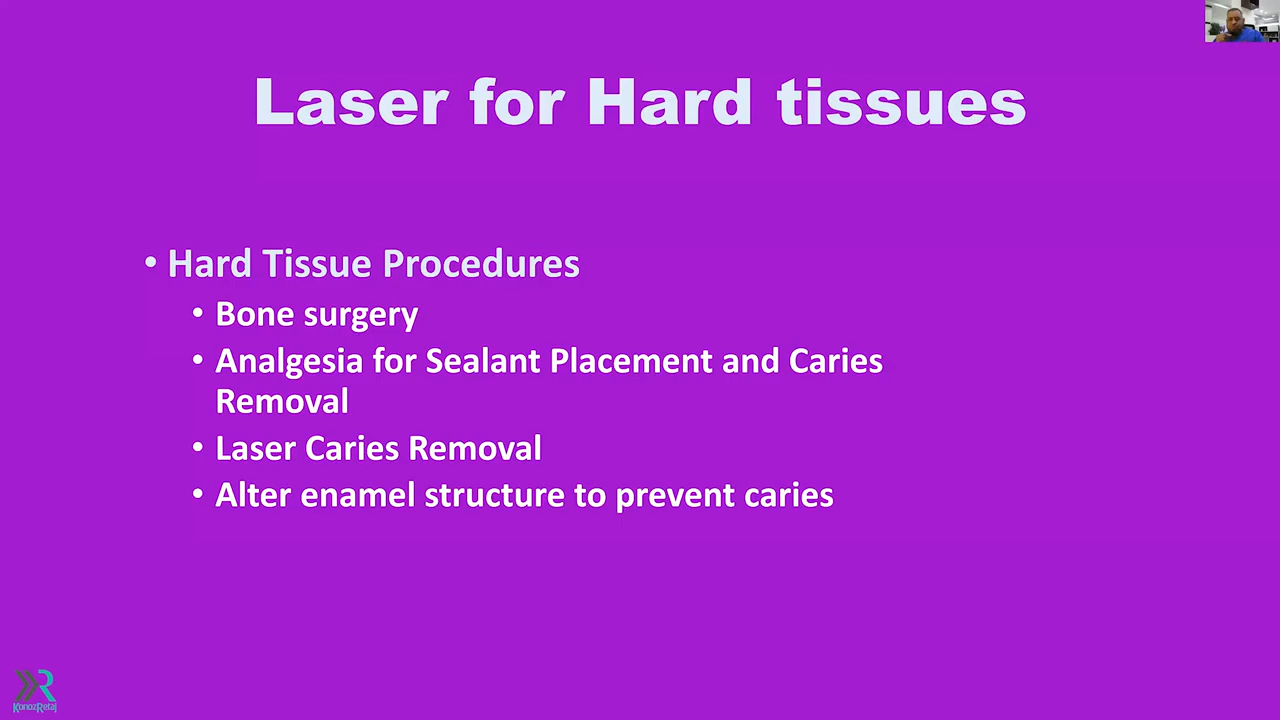 Laser for Hard tissues
• Hard Tissue Procedures
• Bone surgery
• Analgesia for Sealant Placement and Caries
Removal
• Laser Caries Removal
• Alter enamel structure to prevent caries
KonozRetaj